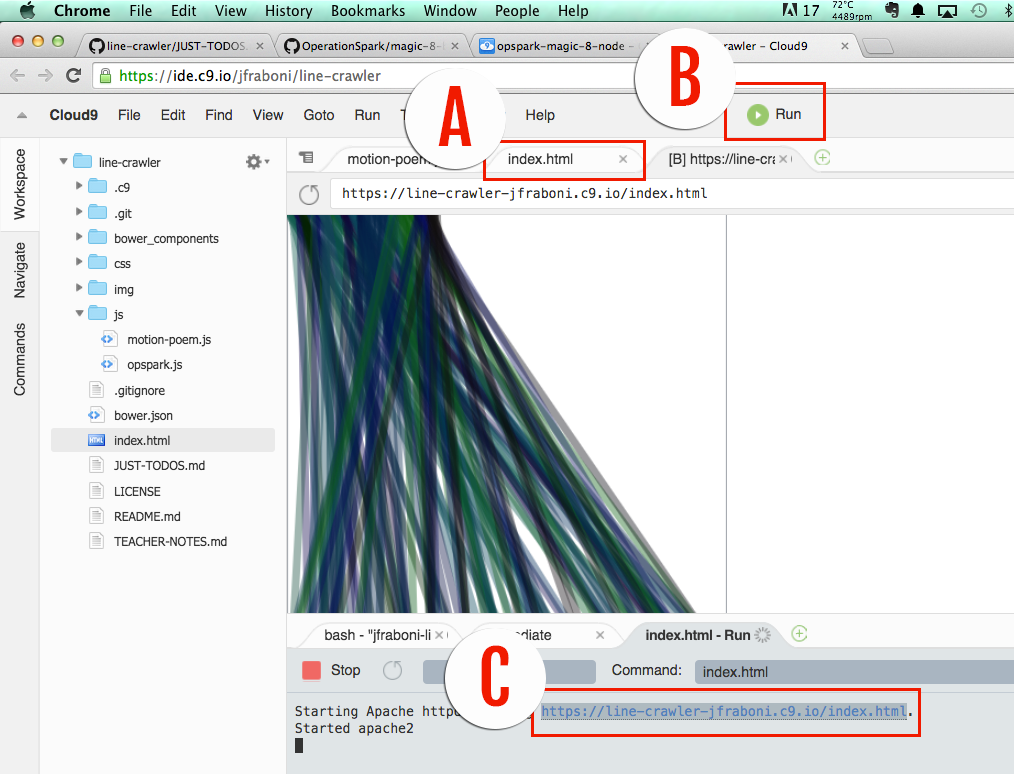 Chrome File Edit View History Bookmarks Window People Help 17 72°C 4489rpm
line-crawler/JUST-TODOS. OperationSpark/magic-8- opspark-magic-8-node - rawler – Cloud9
https://ide.c9.io/jfraboni/line-crawler
Cloud9 File Edit Find View Goto Run Help Run
A
B
Workspace
Navigate
Commands
line-crawler
.c9
.git
bower_components
css
img
js
motion-poem.js
opspark.js
.gitignore
bower.json
index.html
JUST-TODOS.md
LICENSE
README.md
TEACHER-NOTES.md
motion-poem. index.html [B] https://line-cra
https://line-crawler-jfraboni.c9.io/index.html
bash - "jfraboni-li ediate index.html - Run
Stop Command: index.html
C
Starting Apache http https://line-crawler-jfraboni.c9.io/index.html.
Started apache2